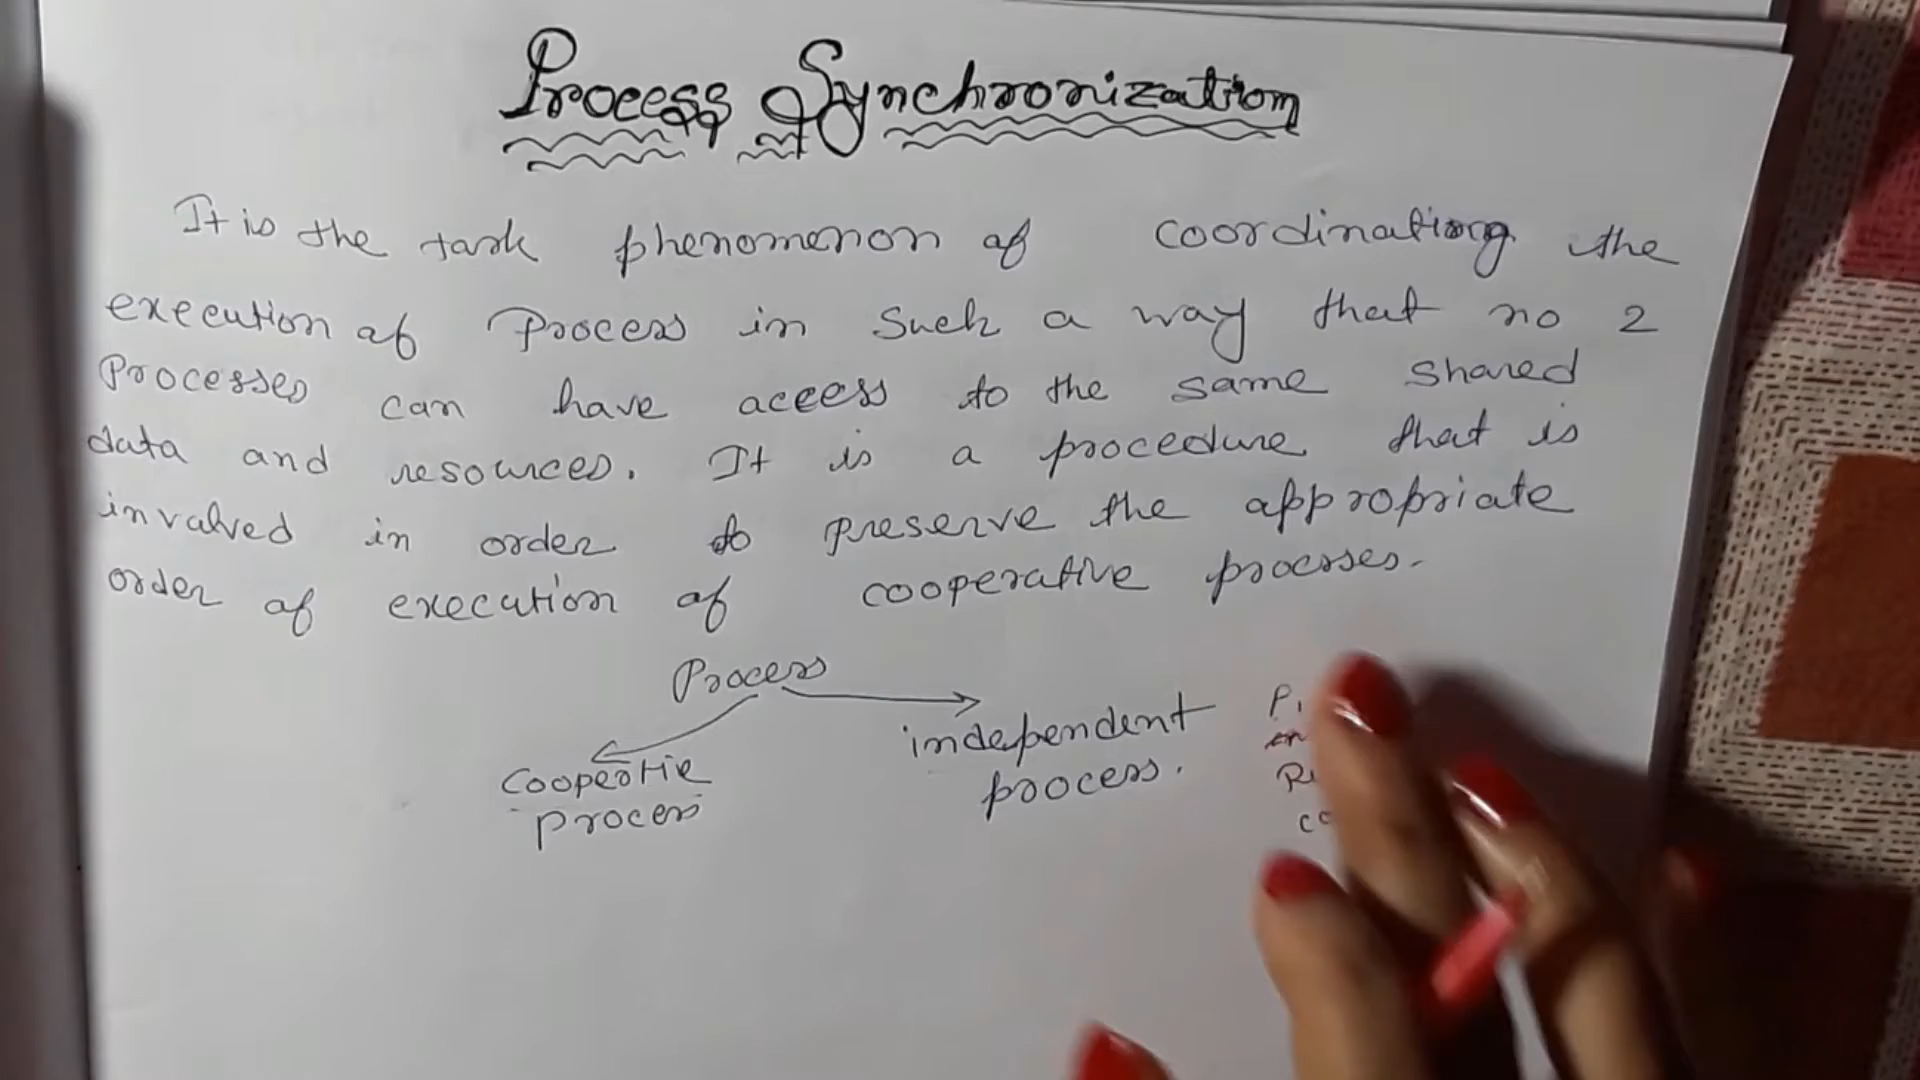 Process Synchronization
It is the task phenomenon of coordinating the
execution of Process in such a way that no 2
Processes can have access to the same shared
data and resources. It is a procedure that is
involved in order to preserve the appropriate
order of execution of cooperative processes.
Process
Coopertie process
independent process.